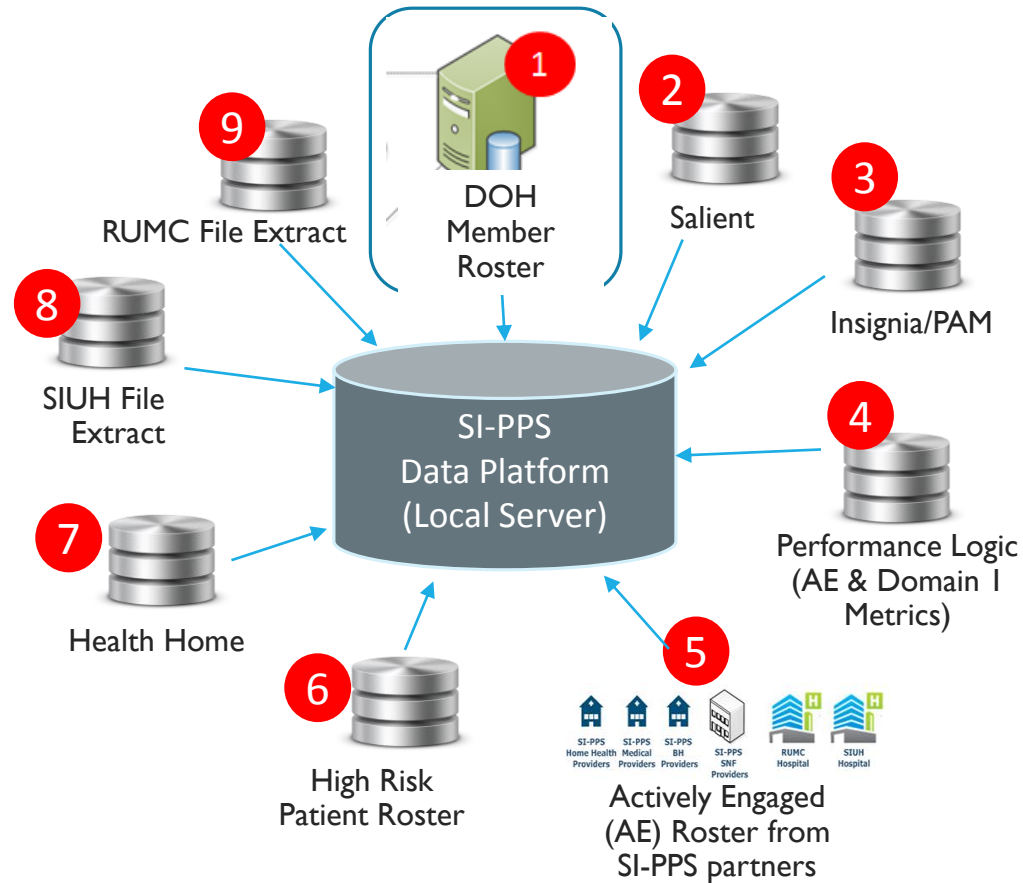 1
DOH
Member
Roster
2
Salient
3
Insignia/PAM
4
Performance Logic
(AE & Domain 1
Metrics)
5
SI-PPS
Home Health
Providers
SI-PPS
Medical
Providers
SI-PPS
BH
Providers
SI-PPS
SNF
Providers
H
RUMC
Hospital
H
SIUH
Hospital
Actively Engaged
(AE) Roster from
SI-PPS partners
6
High Risk
Patient Roster
7
Health Home
8
SIUH File
Extract
9
RUMC File Extract
SI-PPS
Data Platform
(Local Server)